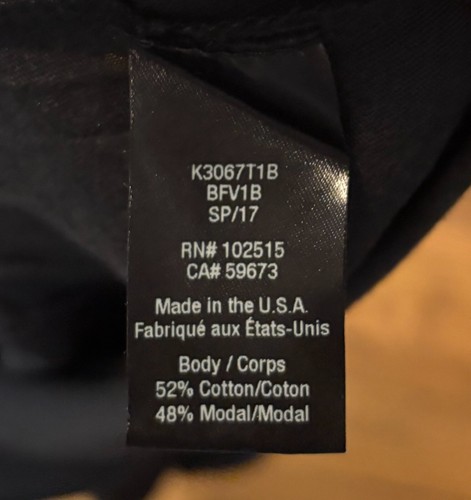 K3067T1B
BFV1B
SP/17
RN# 102515
CA# 59673
Made in the U.S.A.
Fabriqué aux États-Unis
Body / Corps
52% Cotton/Coton
48% Modal/Modal